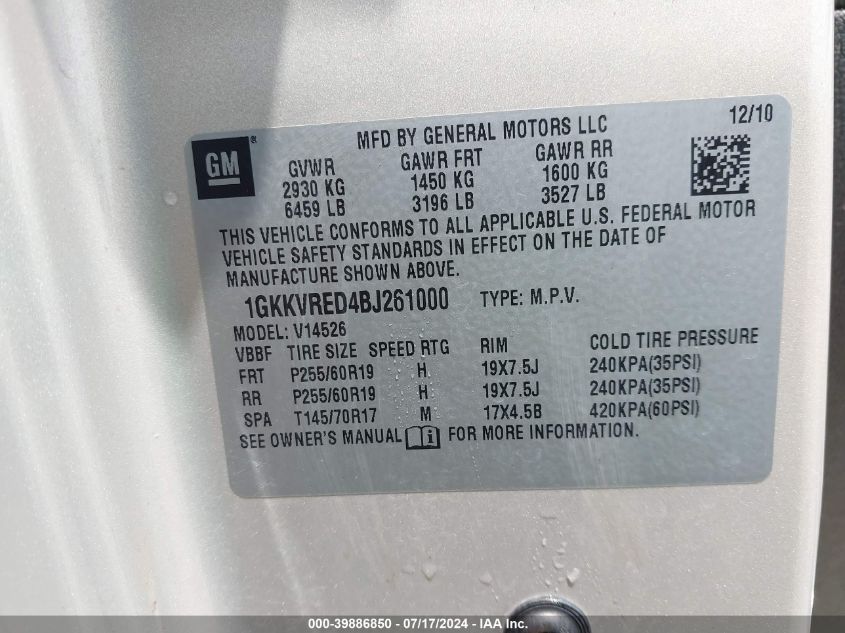 12/10
GM®
MFD BY GENERAL MOTORS LLC
GVWR GAWR FRT GAWR RR
2930 KG 1450 KG 1600 KG
6459 LB 3196 LB 3527 LB
THIS VEHICLE CONFORMS TO ALL APPLICABLE U.S. FEDERAL MOTOR
VEHICLE SAFETY STANDARDS IN EFFECT ON THE DATE OF
MANUFACTURE SHOWN ABOVE.
1GKKVRED4BJ261000 TYPE: M.P.V.
MODEL: V14526
VBBF TIRE SIZE SPEED RTG RIM COLD TIRE PRESSURE
FRT P255/60R19 H 19X7.5J 240KPA(35PSI)
RR P255/60R19 H 19X7.5J 240KPA(35PSI)
SPA T145/70R17 M 17X4.5B 420KPA(60PSI)
SEE OWNER'S MANUAL i FOR MORE INFORMATION.
000-39886850 / 07/17/2024 - IAA Inc.